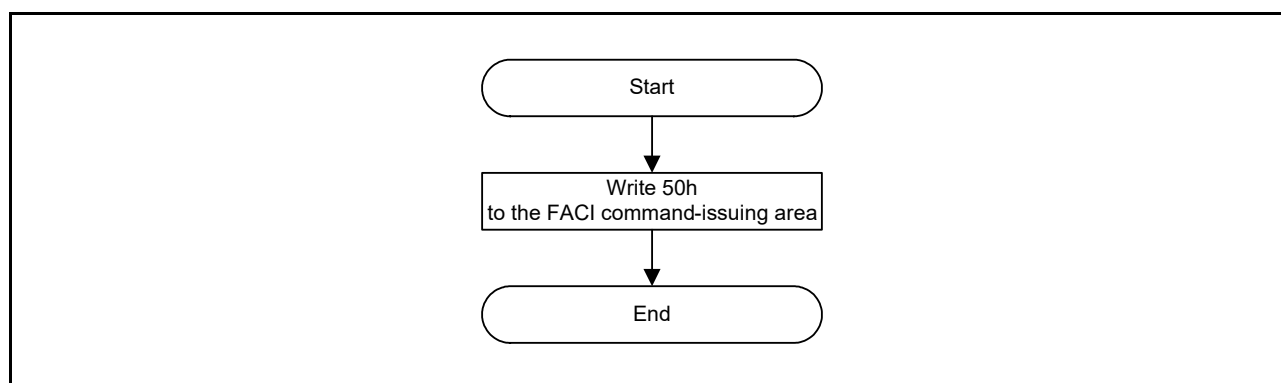 Start
Write 50h
to the FACI command-issuing area
End